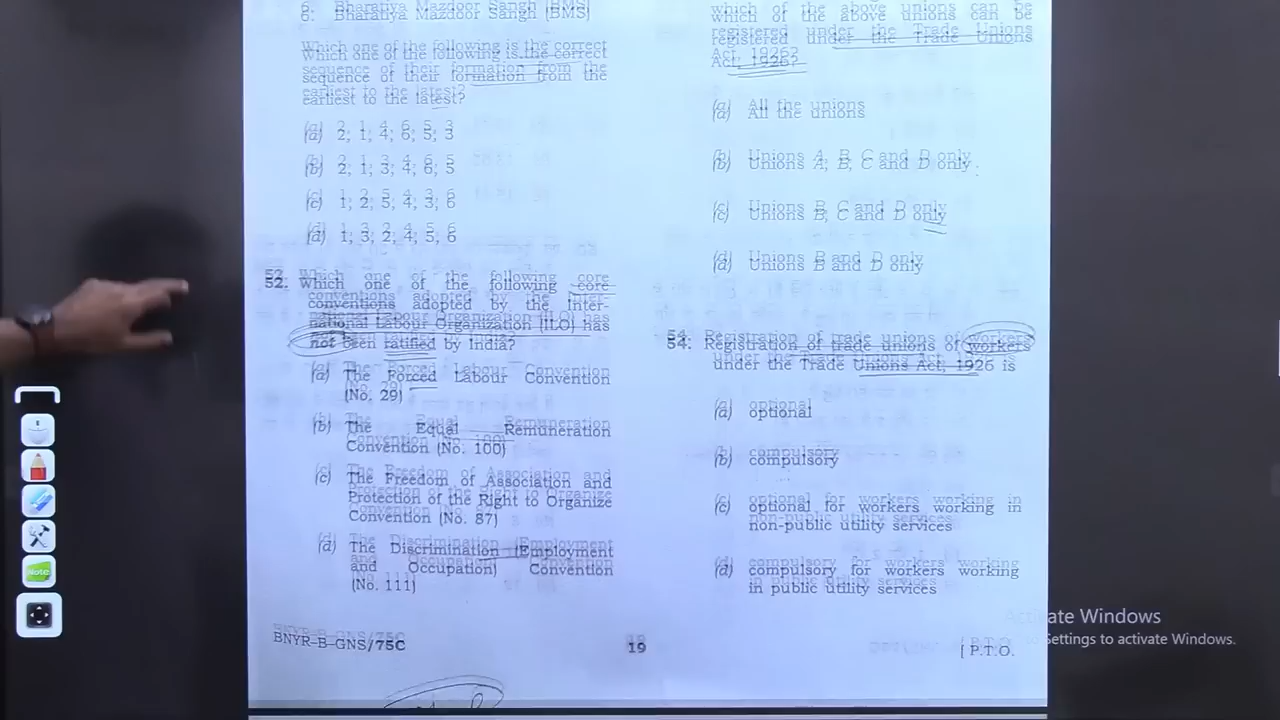 6. Bharatiya Mazdoor Sangh (BMS)
Which one of the following is the correct
sequence of their formation from the
earliest to the latest?
(a) 2, 1, 4, 6, 5, 3
(b) 2, 1, 3, 4, 6, 5
(c) 1, 2, 5, 4, 3, 6
(d) 1, 3, 2, 4, 5, 6
52. Which one of the following core
conventions adopted by the Inter-
national Labour Organization (ILO) has
not been ratified by India?
(a) The Forced Labour Convention
(No. 29)
(b) The Equal Remuneration
Convention (No. 100)
(c) The Freedom of Association and
Protection of the Right to Organize
Convention (No. 87)
(d) The Discrimination (Employment
and Occupation) Convention
(No. 111)
BNYR-B-GNS/75C
which of the above unions can be
registered under the Trade Unions
Act, 1926?
(a) All the unions
(b) Unions A, B, C and D only
(c) Unions B, C and D only
(d) Unions B and D only
54. Registration of trade unions of workers
under the Trade Unions Act, 1926 is
(a) optional
(b) compulsory
(c) optional for workers working in
non-public utility services
(d) compulsory for workers working
in public utility services
19
[ P.T.O.
Note
Activate Windows
Settings to activate Windows.